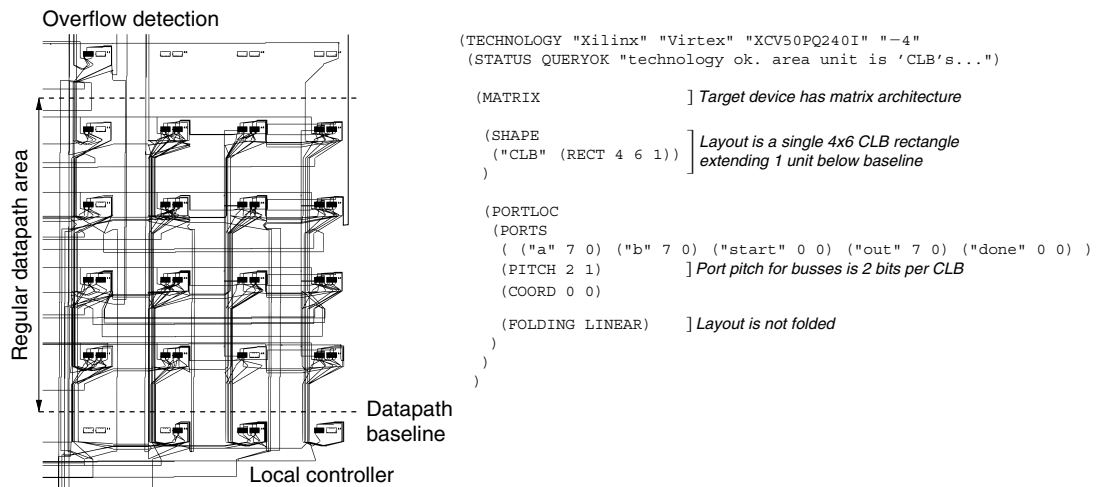 Overflow detection
Regular datapath area
Datapath
baseline
Local controller
(TECHNOLOGY "Xilinx" "Virtex" "XCV50PQ240I" "−4"
(STATUS QUERYOK "technology ok. area unit is 'CLB's...")
(MATRIX ] Target device has matrix architecture
(SHAPE
("CLB" (RECT 4 6 1))
)
Layout is a single 4x6 CLB rectangle
extending 1 unit below baseline
(PORTLOC
(PORTS
( ("a" 7 0) ("b" 7 0) ("start" 0 0) ("out" 7 0) ("done" 0 0) )
(PITCH 2 1) ] Port pitch for busses is 2 bits per CLB
(COORD 0 0)
(FOLDING LINEAR) ] Layout is not folded
)
)
)